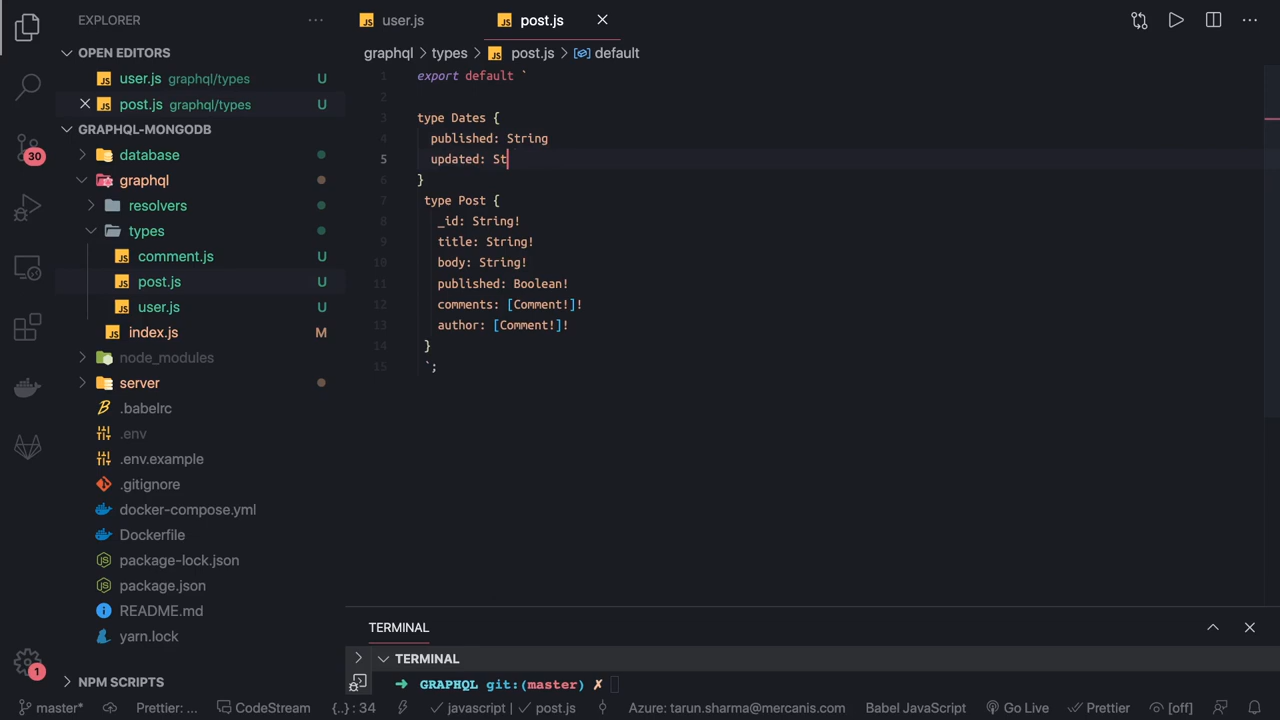 EXPLORER
OPEN EDITORS
user.js graphql/types U
post.js graphql/types U
GRAPHQL-MONGODB
database
graphql
resolvers
types
comment.js U
post.js U
user.js U
index.js M
node_modules
server
.babelrc
.env
.env.example
.gitignore
docker-compose.yml
Dockerfile
package-lock.json
package.json
README.md
yarn.lock
NPM SCRIPTS
30
1
user.js
post.js
graphql > types > JS post.js > default
1 export default `
2
3 type Dates {
4 published: String
5 updated: St
6 }
7 type Post {
8 _id: String!
9 title: String!
10 body: String!
11 published: Boolean!
12 comments: [Comment!]!
13 author: [Comment!]!
14 }
15 `;
TERMINAL
TERMINAL
➜ GRAPHQL git:(master) ✗
master* Prettier: ... CodeStream {..} : 34 javascript | ✓ post.js Azure: tarun.sharma@mercanis.com Babel JavaScript Go Live Prettier [off]